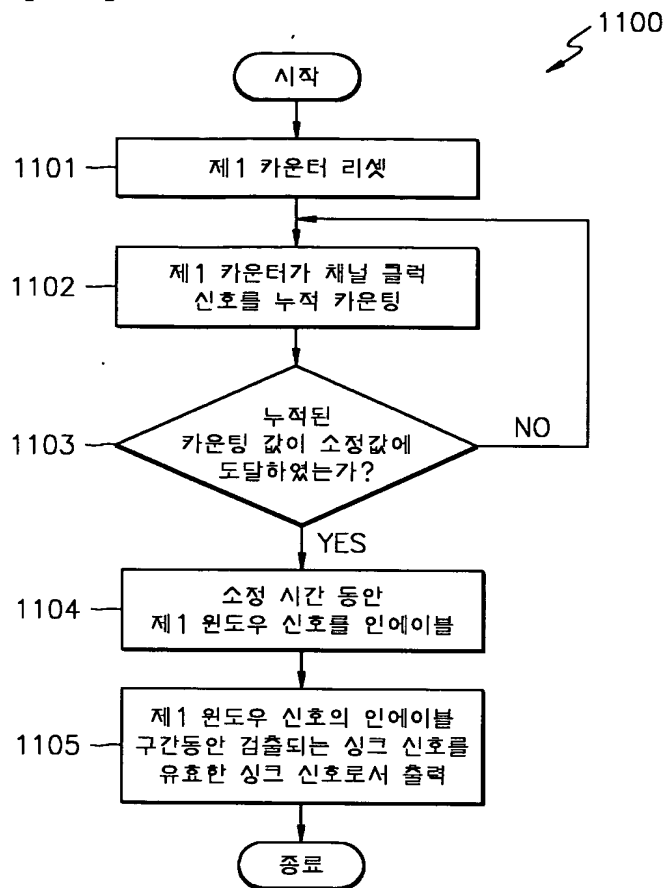 1100
시작
1101
제1 카운터 리셋
1102
제1 카운터가 채널 클럭
신호를 누적 카운팅
1103
누적된
카운팅 값이 소정값에
도달하였는가?
NO
YES
1104
소정 시간 동안
제1 윈도우 신호를 인에이블
1105
제1 윈도우 신호의 인에이블
구간동안 검출되는 싱크 신호를
유효한 싱크 신호로서 출력
종료